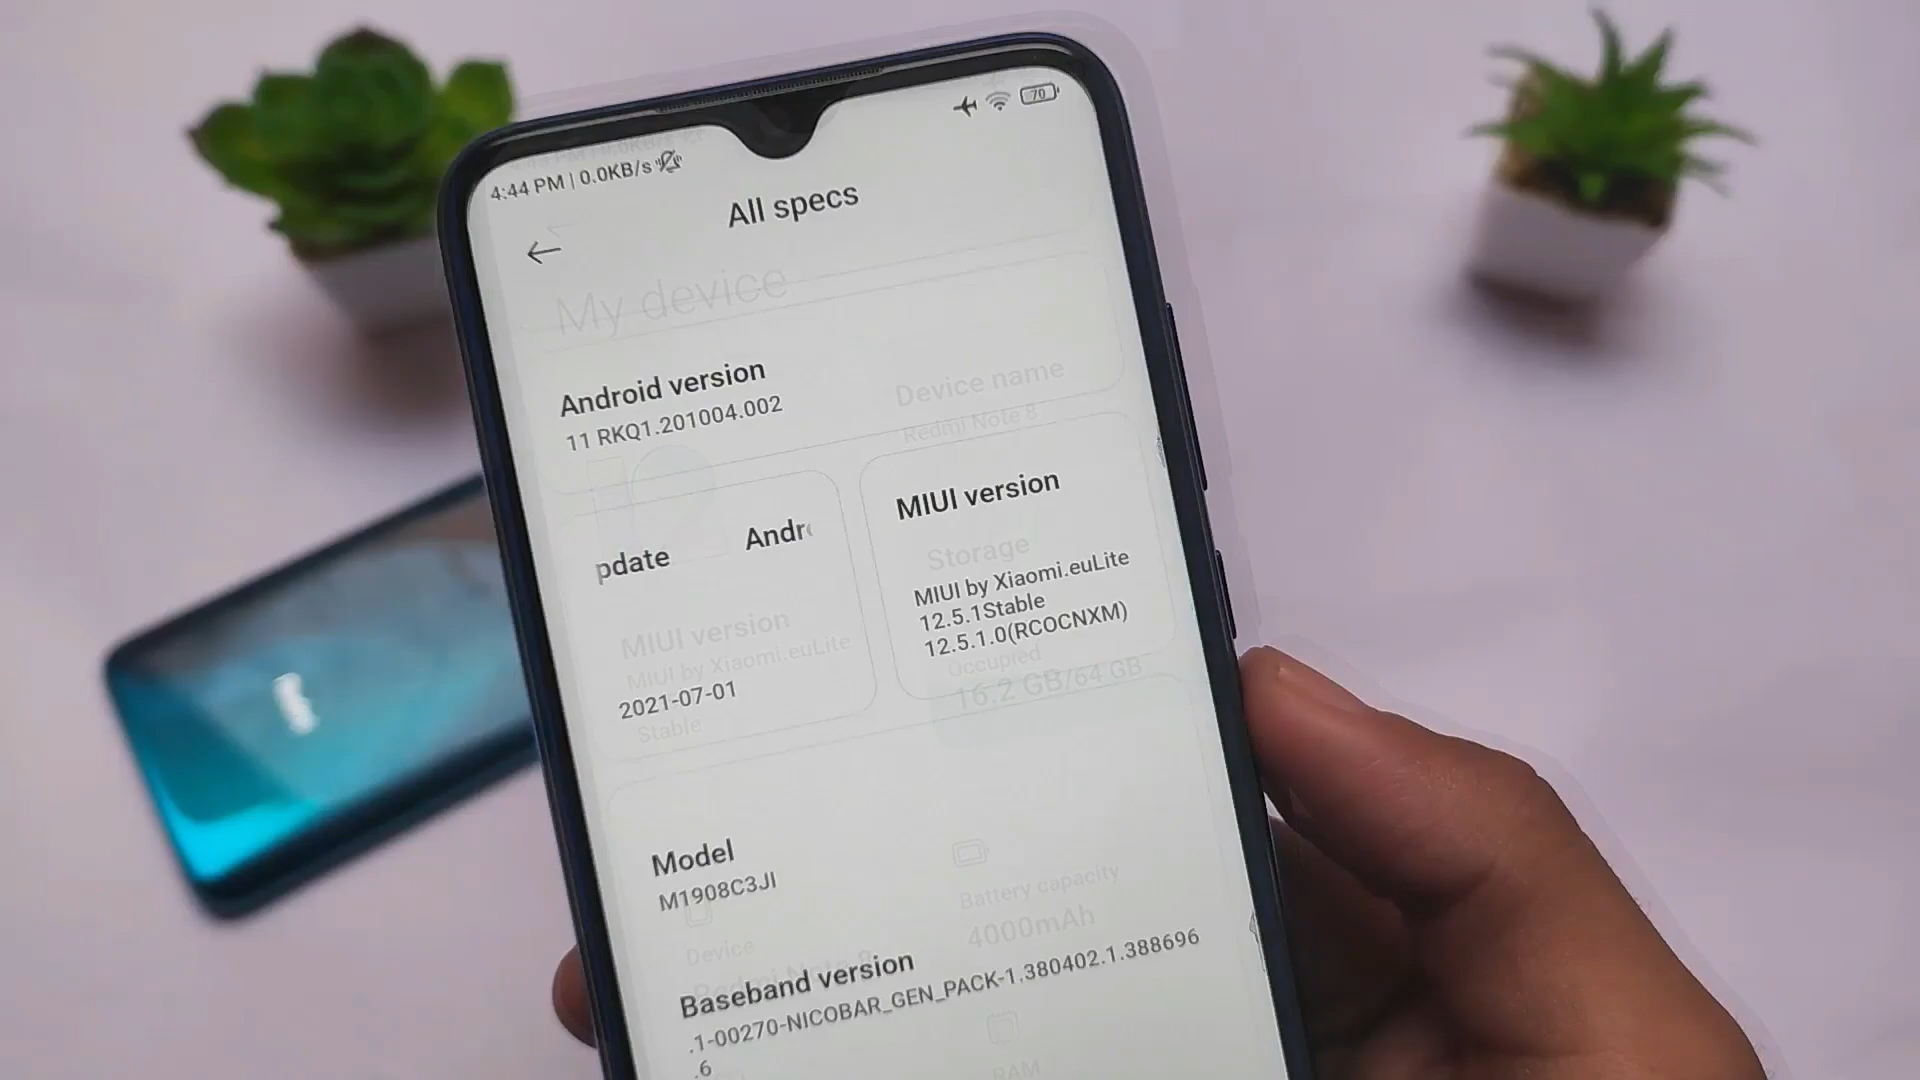 4:44 PM | 0.0KB/s
70
All specs
My device
Android version
11 RKQ1.201004.002
Device name
Redmi Note 8
pdate Andr
MIUI version
Storage
MIUI by Xiaomi.euLite
12.5.1Stable
12.5.1.0(RCOCNXM)
MIUI version
MIUI by Xiaomi.euLite
2021-07-01
Stable
Occupied
16.2 GB/64 GB
Model
M1908C3JI
Battery capacity
4000mAh
Device
Redmi Note 8
Baseband version
.1-00270-NICOBAR_GEN_PACK-1.380402.1.388696
.6
RAM